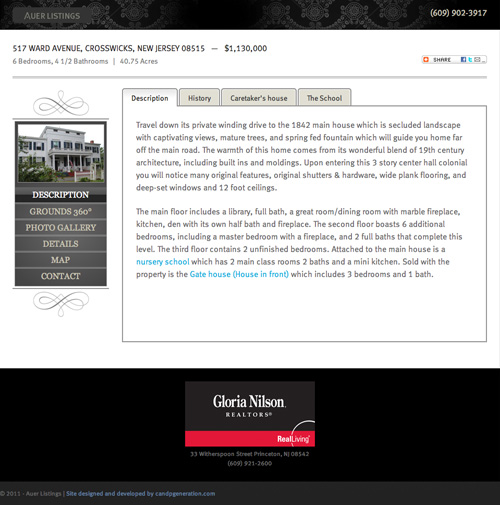 AUER LISTINGS
(609) 902-3917
517 WARD AVENUE, CROSSWICKS, NEW JERSEY 08515 — $1,130,000
6 Bedrooms, 4 1/2 Bathrooms | 40.75 Acres
SHARE
Description
History
Caretaker's house
The School
Travel down its private winding drive to the 1842 main house which is secluded landscape
with captivating views, mature trees, and spring fed fountain which will guide you home far
off the main road. The warmth of this home comes from its wonderful blend of 19th century
architecture, including built ins and moldings. Upon entering this 3 story center hall colonial
you will notice many original features, original shutters & hardware, wide plank flooring, and
deep-set windows and 12 foot ceilings.
The main floor includes a library, full bath, a great room/dining room with marble fireplace,
kitchen, den with its own half bath and fireplace. The second floor boasts 6 additional
bedrooms, including a master bedroom with a fireplace, and 2 full baths that complete this
level. The third floor contains 2 unfinished bedrooms. Attached to the main house is a
nursery school which has 2 main class rooms 2 baths and a mini kitchen. Sold with the
property is the Gate house (House in front) which includes 3 bedrooms and 1 bath.
DESCRIPTION
GROUNDS 360°
PHOTO GALLERY
DETAILS
MAP
CONTACT
Gloria Nilson
REALTORS®
RealLiving
33 Witherspoon Street Princeton, NJ 08542
(609) 921-2600
© 2011 - Auer Listings | Site designed and developed by candpgeneration.com